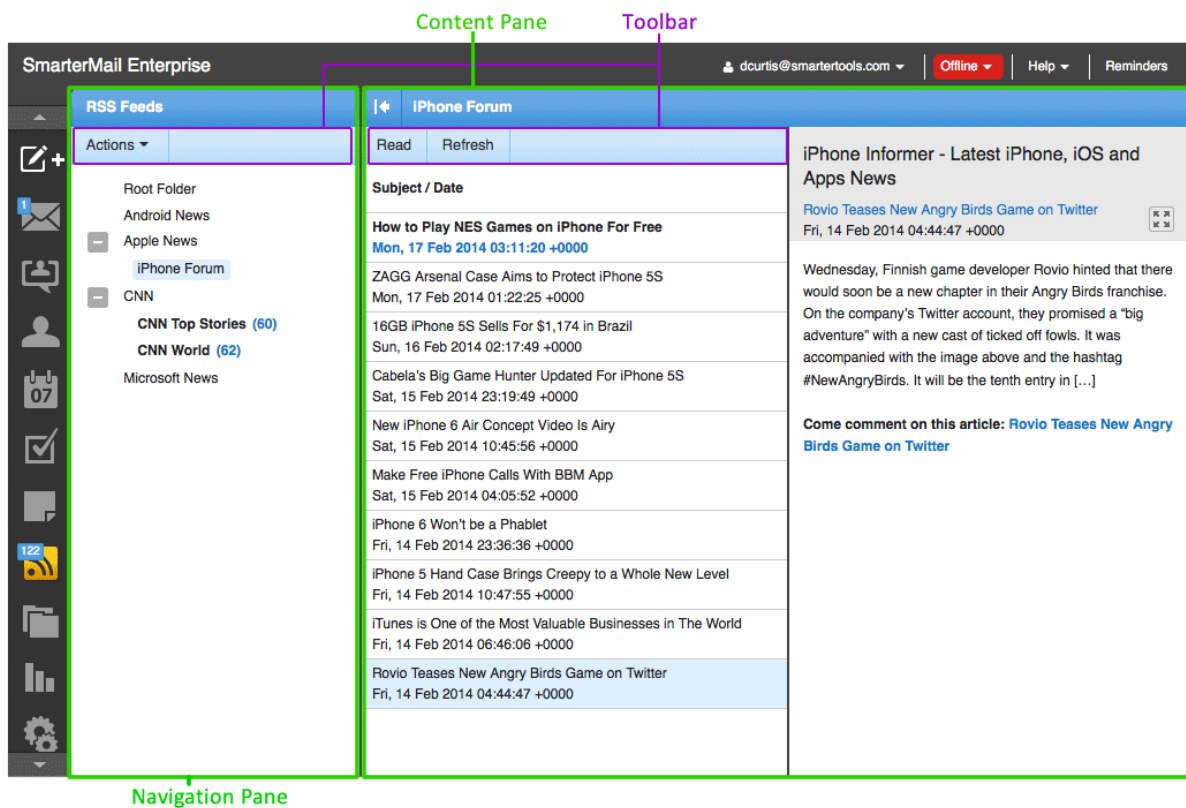 Content Pane
Toolbar
SmarterMail Enterprise
dcurtis@smartertools.com
Offline
Help
Reminders
RSS Feeds
iPhone Forum
Actions
Read
Refresh
+
1
07
122
Root Folder
Android News
Apple News
iPhone Forum
CNN
CNN Top Stories (60)
CNN World (62)
Microsoft News
Subject / Date
How to Play NES Games on iPhone For Free
Mon, 17 Feb 2014 03:11:20 +0000
ZAGG Arsenal Case Aims to Protect iPhone 5S
Mon, 17 Feb 2014 01:22:25 +0000
16GB iPhone 5S Sells For $1,174 in Brazil
Sun, 16 Feb 2014 02:17:49 +0000
Cabela's Big Game Hunter Updated For iPhone 5S
Sat, 15 Feb 2014 23:19:49 +0000
New iPhone 6 Air Concept Video Is Airy
Sat, 15 Feb 2014 10:45:56 +0000
Make Free iPhone Calls With BBM App
Sat, 15 Feb 2014 04:05:52 +0000
iPhone 6 Won't be a Phablet
Fri, 14 Feb 2014 23:36:36 +0000
iPhone 5 Hand Case Brings Creepy to a Whole New Level
Fri, 14 Feb 2014 10:47:55 +0000
iTunes is One of the Most Valuable Businesses in The World
Fri, 14 Feb 2014 06:46:06 +0000
Rovio Teases New Angry Birds Game on Twitter
Fri, 14 Feb 2014 04:44:47 +0000
iPhone Informer - Latest iPhone, iOS and
Apps News
Rovio Teases New Angry Birds Game on Twitter
Fri, 14 Feb 2014 04:44:47 +0000
Wednesday, Finnish game developer Rovio hinted that there
would soon be a new chapter in their Angry Birds franchise.
On the company's Twitter account, they promised a “big
adventure” with a new cast of ticked off fowls. It was
accompanied with the image above and the hashtag
#NewAngryBirds. It will be the tenth entry in […]
Come comment on this article: Rovio Teases New Angry
Birds Game on Twitter
Navigation Pane